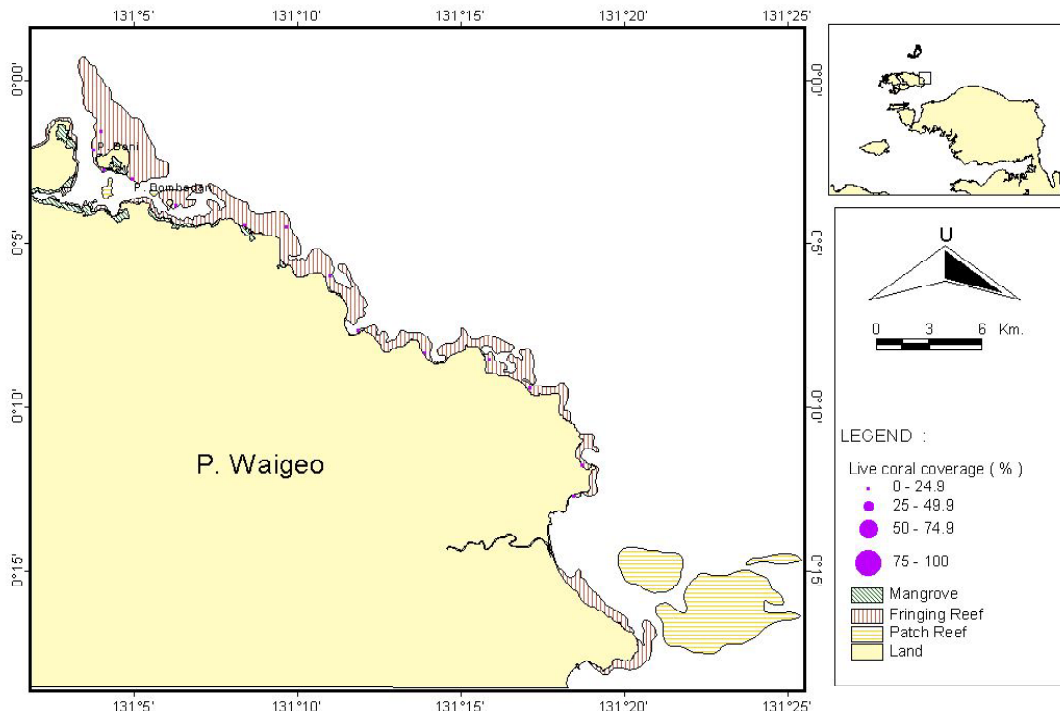 131°5' 131°10' 131°15' 131°20' 131°25'
0°00'
0°5'
0°10'
0°15'
P. Bani
P. Bombedari
P. Waigeo
0°00'
0°5'
0°10'
0°15'
131°5' 131°10' 131°15' 131°20' 131°25'
U
0 3 6 Km.
LEGEND :
Live coral coverage ( % )
0 - 24.9
25 - 49.9
50 - 74.9
75 - 100
Mangrove
Fringing Reef
Patch Reef
Land